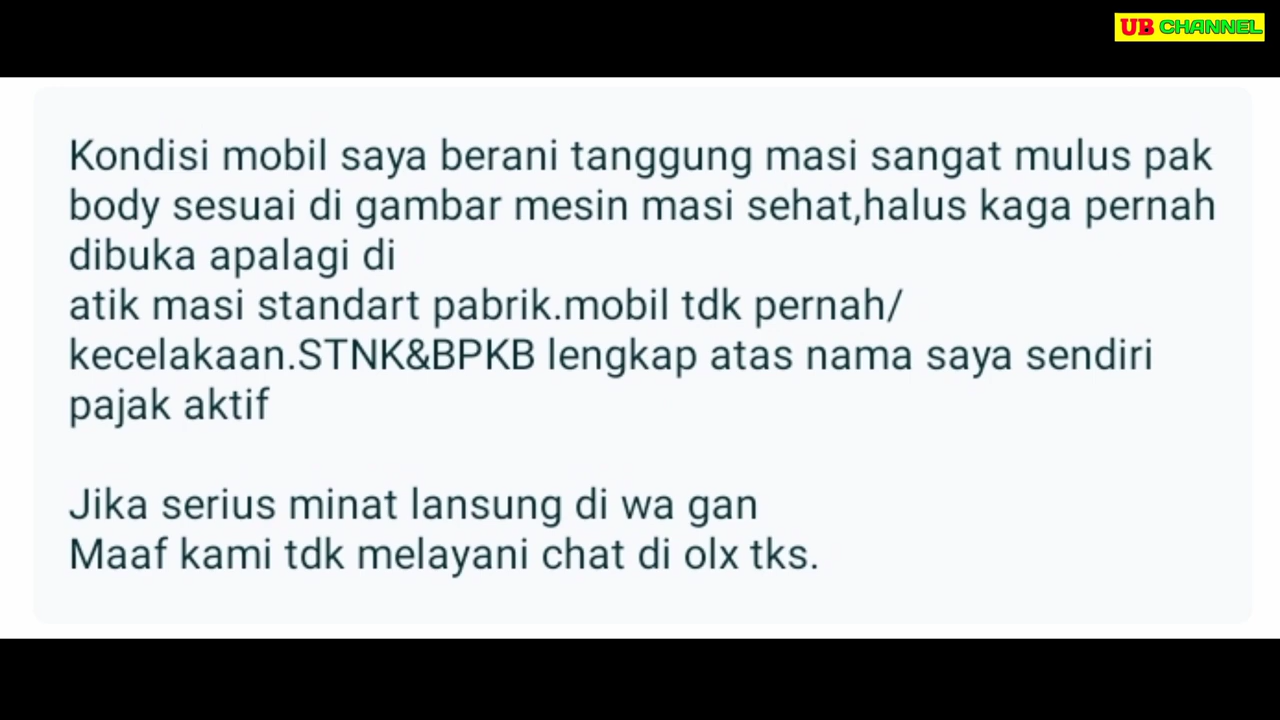 UB CHANNEL
Kondisi mobil saya berani tanggung masi sangat mulus pak
body sesuai di gambar mesin masi sehat,halus kaga pernah
dibuka apalagi di
atik masi standart pabrik.mobil tdk pernah/
kecelakaan.STNK&BPKB lengkap atas nama saya sendiri
pajak aktif
Jika serius minat lansung di wa gan
Maaf kami tdk melayani chat di olx tks.